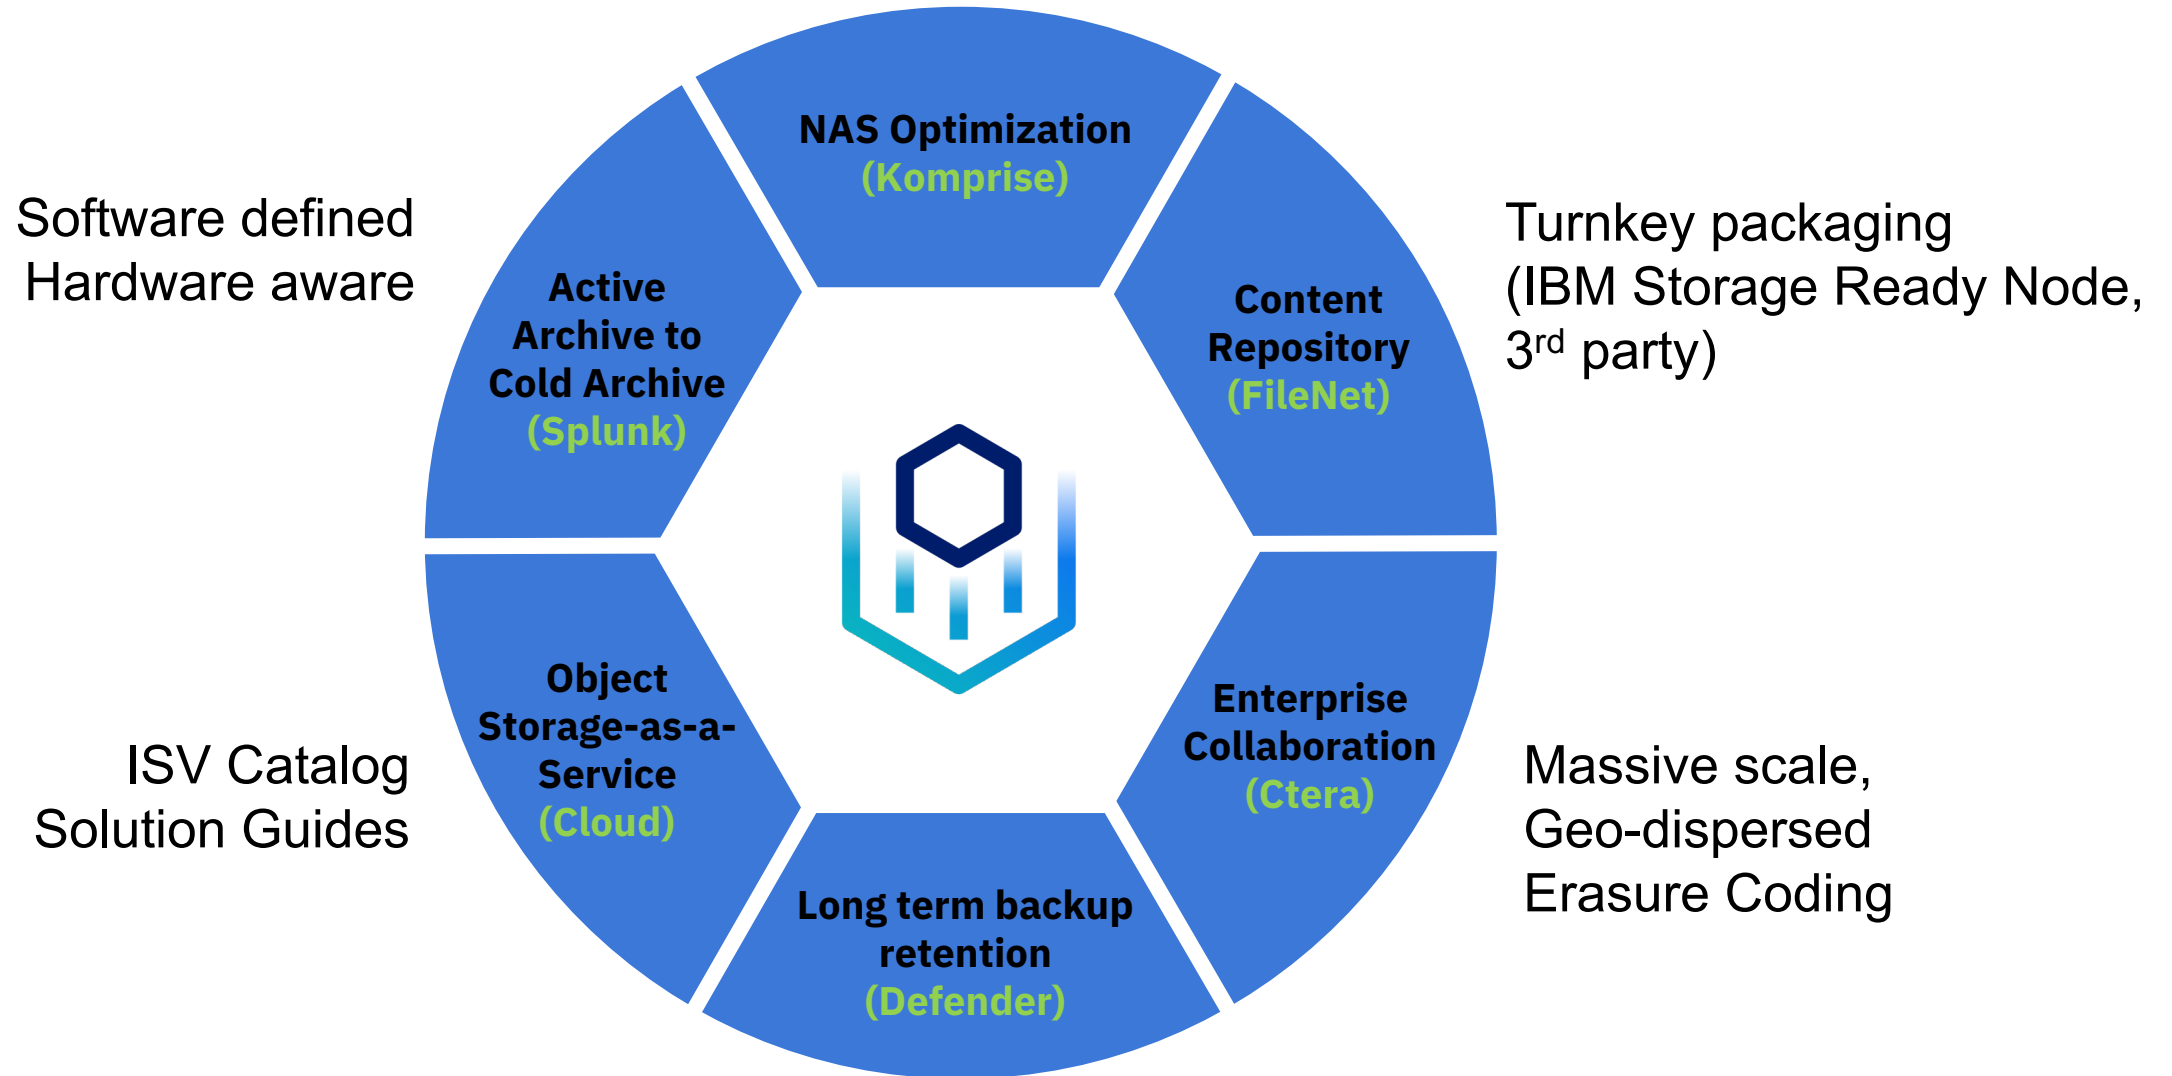 NAS Optimization
(Komprise)
Software defined
Hardware aware
Active
Archive to
Cold Archive
(Splunk)
Content
Repository
(FileNet)
Turnkey packaging
(IBM Storage Ready Node,
3rd party)
Object
Storage-as-a-
Service
(Cloud)
Enterprise
Collaboration
(Ctera)
ISV Catalog
Solution Guides
Massive scale,
Geo-dispersed
Erasure Coding
Long term backup
retention
(Defender)